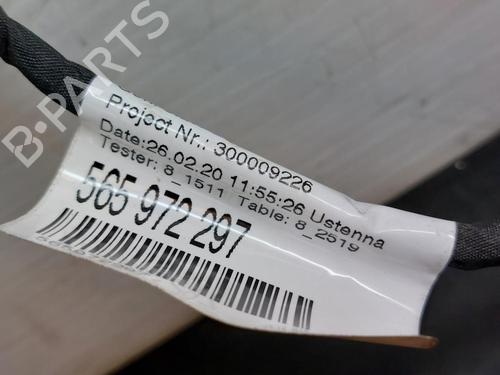 Project Nr.: 300009226
Date:26.02.20 11:55:26 Ustenna
Tester: 8_1511 Table: 8_2519
565 972 297
B-PARTS